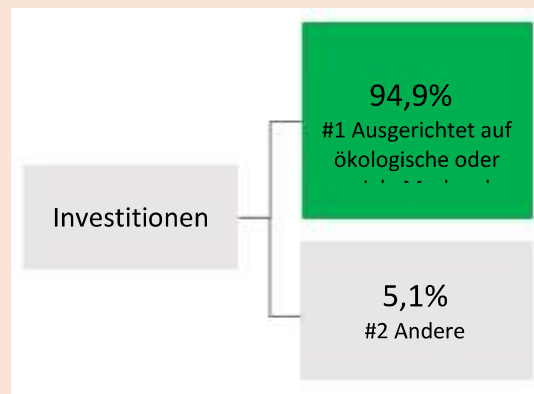 94,9%
#1 Ausgerichtet auf
ökologische oder
Investitionen
5,1%
#2 Andere